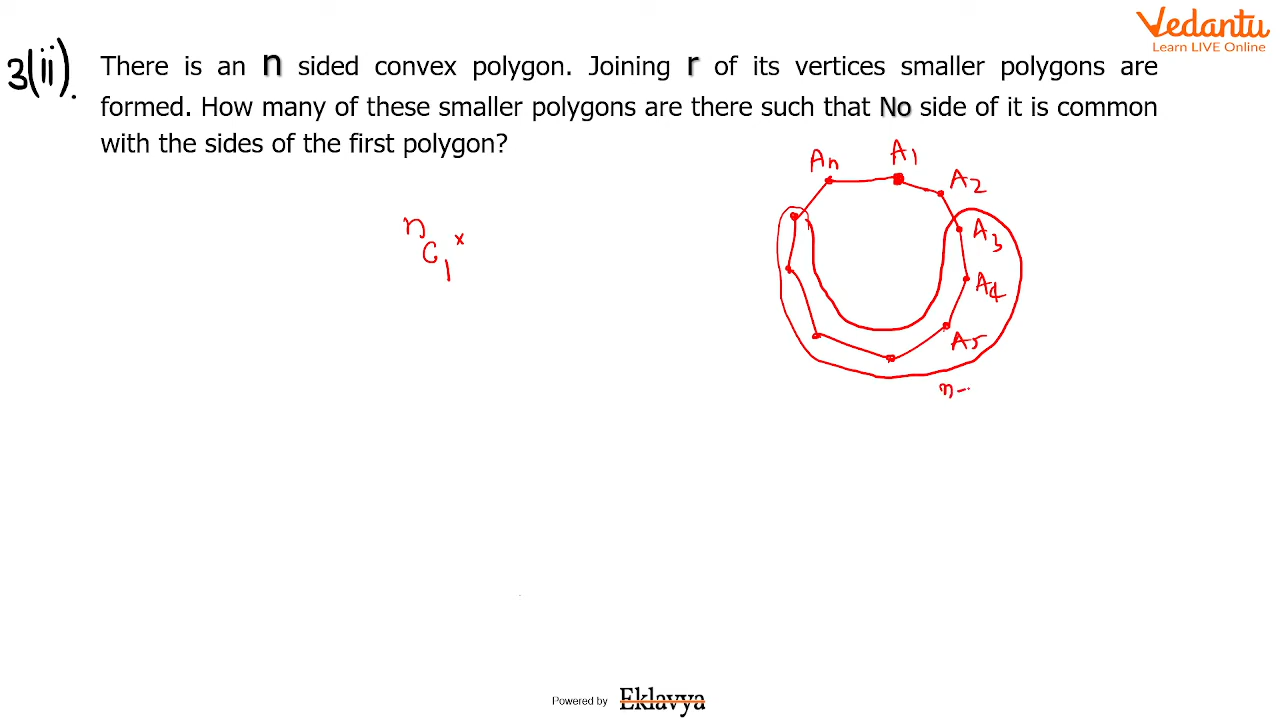 Vedantu
Learn LIVE Online
3(ii).
There is an n sided convex polygon. Joining r of its vertices smaller polygons are
formed. How many of these smaller polygons are there such that No side of it is common
with the sides of the first polygon?
An
A1
A2
A3
A4
A5
n
C1 ×
n-
Powered by Eklavya